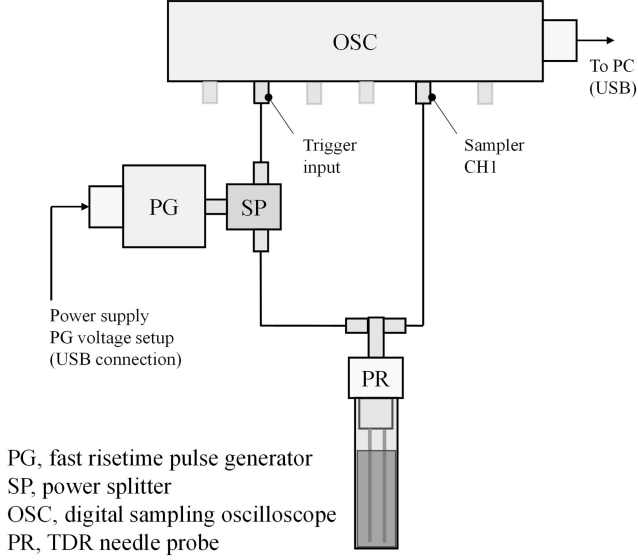 OSC
To PC
(USB)
Trigger
input
Sampler
CH1
PG
SP
Power supply
PG voltage setup
(USB connection)
PR
PG, fast risetime pulse generator
SP, power splitter
OSC, digital sampling oscilloscope
PR, TDR needle probe